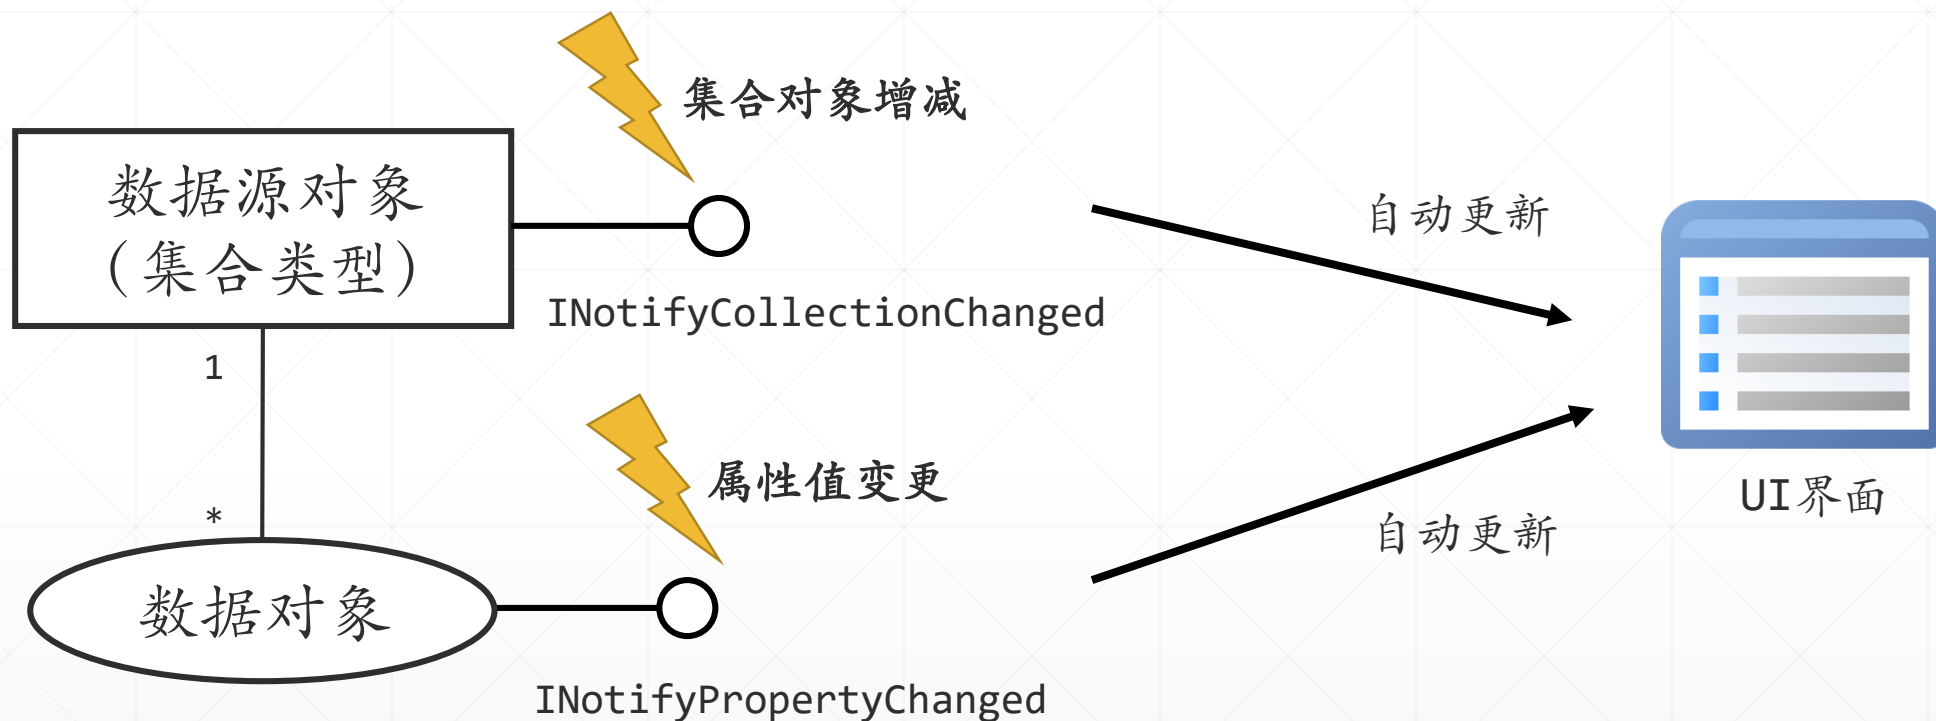 集合对象增减
数据源对象
(集合类型)
自动更新
INotifyCollectionChanged
1
*
属性值变更
UI界面
自动更新
数据对象
INotifyPropertyChanged